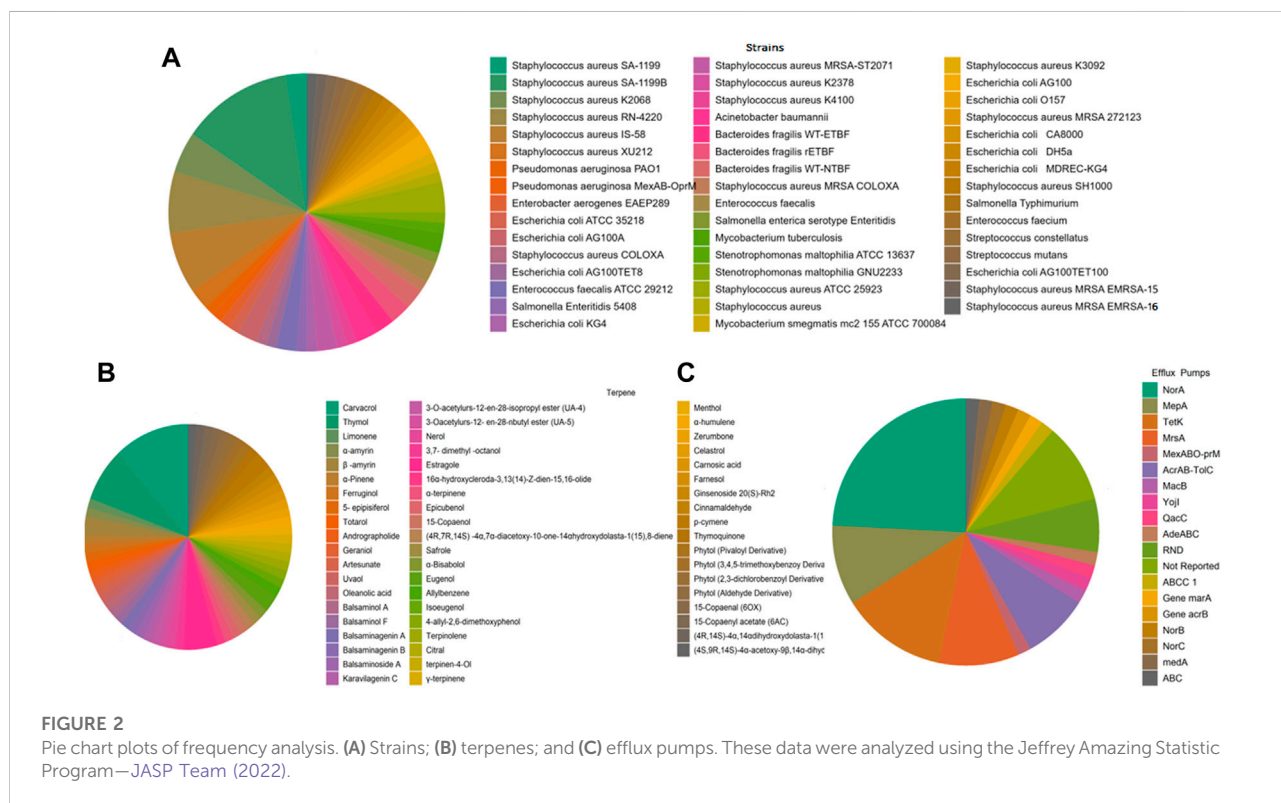 A
Strains
Staphylococcus aureus SA-1199
Staphylococcus aureus SA-1199B
Staphylococcus aureus K2068
Staphylococcus aureus RN-4220
Staphylococcus aureus IS-58
Staphylococcus aureus XU212
Pseudomonas aeruginosa PAO1
Pseudomonas aeruginosa MexAB-OprM
Enterobacter aerogenes EAEP289
Escherichia coli ATCC 35218
Escherichia coli AG100A
Staphylococcus aureus COLOXA
Escherichia coli AG100TET8
Enterococcus faecalis ATCC 29212
Salmonella Enteritidis 5408
Escherichia coli KG4
Staphylococcus aureus MRSA-ST2071
Staphylococcus aureus K2378
Staphylococcus aureus K4100
Acinetobacter baumannii
Bacteroides fragilis WT-ETBF
Bacteroides fragilis rETBF
Bacteroides fragilis WT-NTBF
Staphylococcus aureus MRSA COLOXA
Enterococcus faecalis
Salmonella enterica serotype Enteritidis
Mycobacterium tuberculosis
Stenotrophomonas maltophilia ATCC 13637
Stenotrophomonas maltophilia GNU2233
Staphylococcus aureus ATCC 25923
Staphylococcus aureus
Mycobacterium smegmatis mc2 155 ATCC 700084
Staphylococcus aureus K3092
Escherichia coli AG100
Escherichia coli O157
Staphylococcus aureus MRSA 272123
Escherichia coli CA8000
Escherichia coli DH5a
Escherichia coli MDREC-KG4
Staphylococcus aureus SH1000
Salmonella Typhimurium
Enterococcus faecium
Streptococcus constellatus
Streptococcus mutans
Escherichia coli AG100TET100
Staphylococcus aureus MRSA EMRSA-15
Staphylococcus aureus MRSA EMRSA-16
B
Terpene
Carvacrol
Thymol
Limonene
α-amyrin
β -amyrin
α-Pinene
Ferruginol
5- epipisiferol
Totarol
Andrographolide
Geraniol
Artesunate
Uvaol
Oleanolic acid
Balsaminol A
Balsaminol F
Balsaminagenin A
Balsaminagenin B
Balsaminoside A
Karavilagenin C
3-O-acetylurs-12-en-28-isopropyl ester (UA-4)
3-Oacetylurs-12- en-28-nbutyl ester (UA-5)
Nerol
3,7- dimethyl -octanol
Estragole
16α-hydroxycleroda-3,13(14)-Z-dien-15,16-olide
α-terpinene
Epicubenol
15-Copaenol
(4R,7R,14S) -4α,7α-diacetoxy-10-one-14αhydroxydolasta-1(15),8-diene
Safrole
α-Bisabolol
Eugenol
Allylbenzene
Isoeugenol
4-allyl-2,6-dimethoxyphenol
Terpinolene
Citral
terpinen-4-Ol
γ-terpinene
Menthol
α-humulene
Zerumbone
Celastrol
Carnosic acid
Farnesol
Ginsenoside 20(S)-Rh2
Cinnamaldehyde
p-cymene
Thymoquinone
Phytol (Pivaloyl Derivative)
Phytol (3,4,5-trimethoxybenzoy Deriva
Phytol (2,3-dichlorobenzoyl Derivative
Phytol (Aldehyde Derivative)
15-Copaenal (6OX)
15-Copaenyl acetate (6AC)
(4R,14S)-4α,14αdihydroxydolasta-1(1
(4S,9R,14S)-4α-acetoxy-9β,14α-dihyc
C
Efflux Pumps
NorA
MepA
TetK
MrsA
MexABO-prM
AcrAB-TolC
MacB
YojI
QacC
AdeABC
RND
Not Reported
ABCC 1
Gene marA
Gene acrB
NorB
NorC
medA
ABC
FIGURE 2
Pie chart plots of frequency analysis. (A) Strains; (B) terpenes; and (C) efflux pumps. These data were analyzed using the Jeffrey Amazing Statistic
Program—JASP Team (2022).